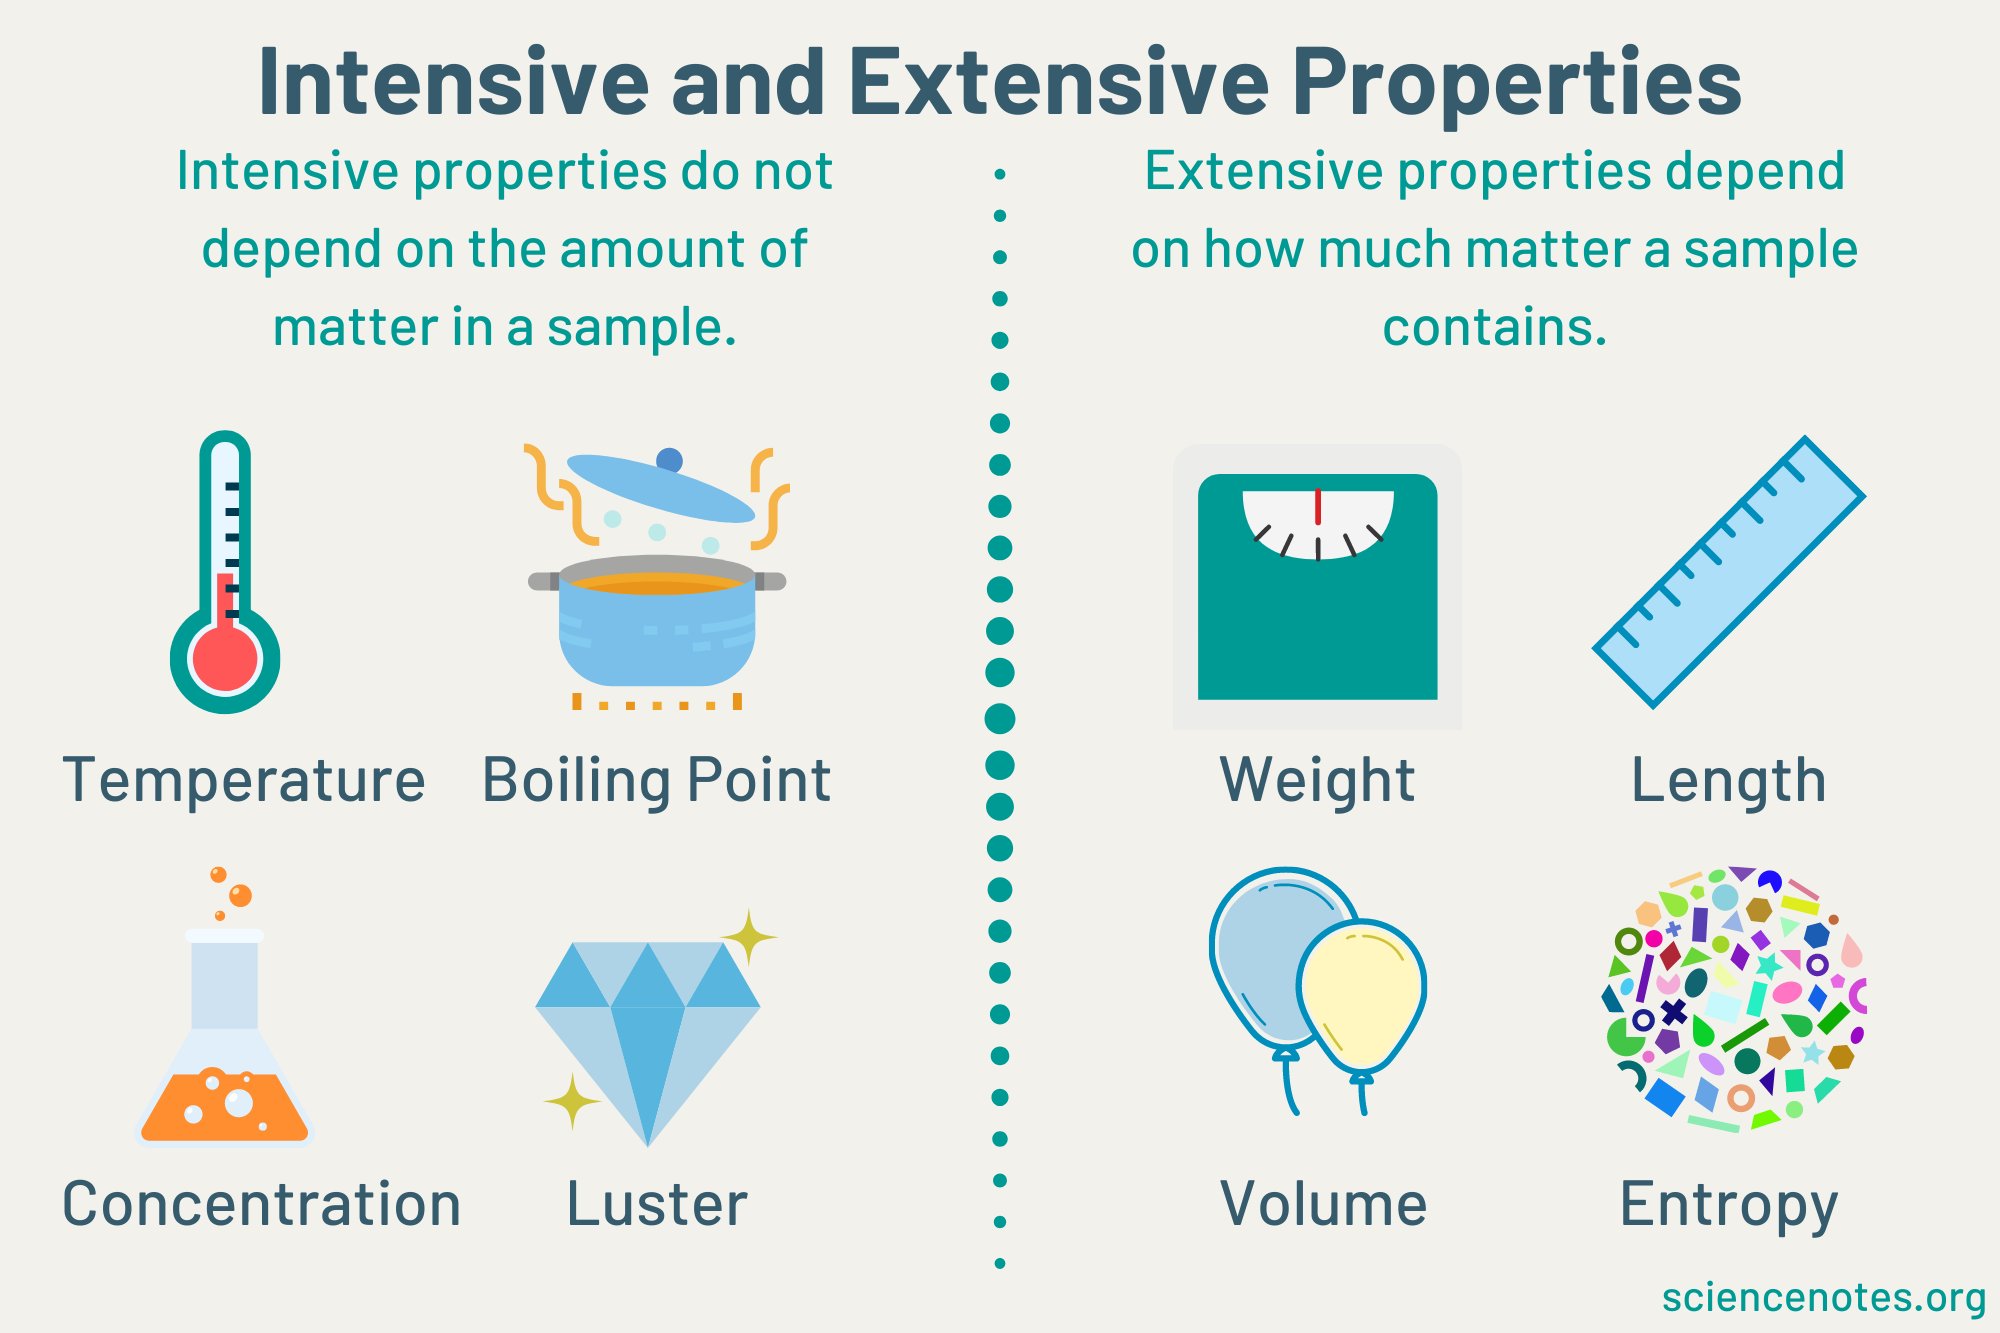 Intensive and Extensive Properties
Intensive properties do not
depend on the amount of
matter in a sample.
Extensive properties depend
on how much matter a sample
contains.
Temperature
Boiling Point
Concentration
Luster
Weight
Length
Volume
Entropy
sciencenotes.org